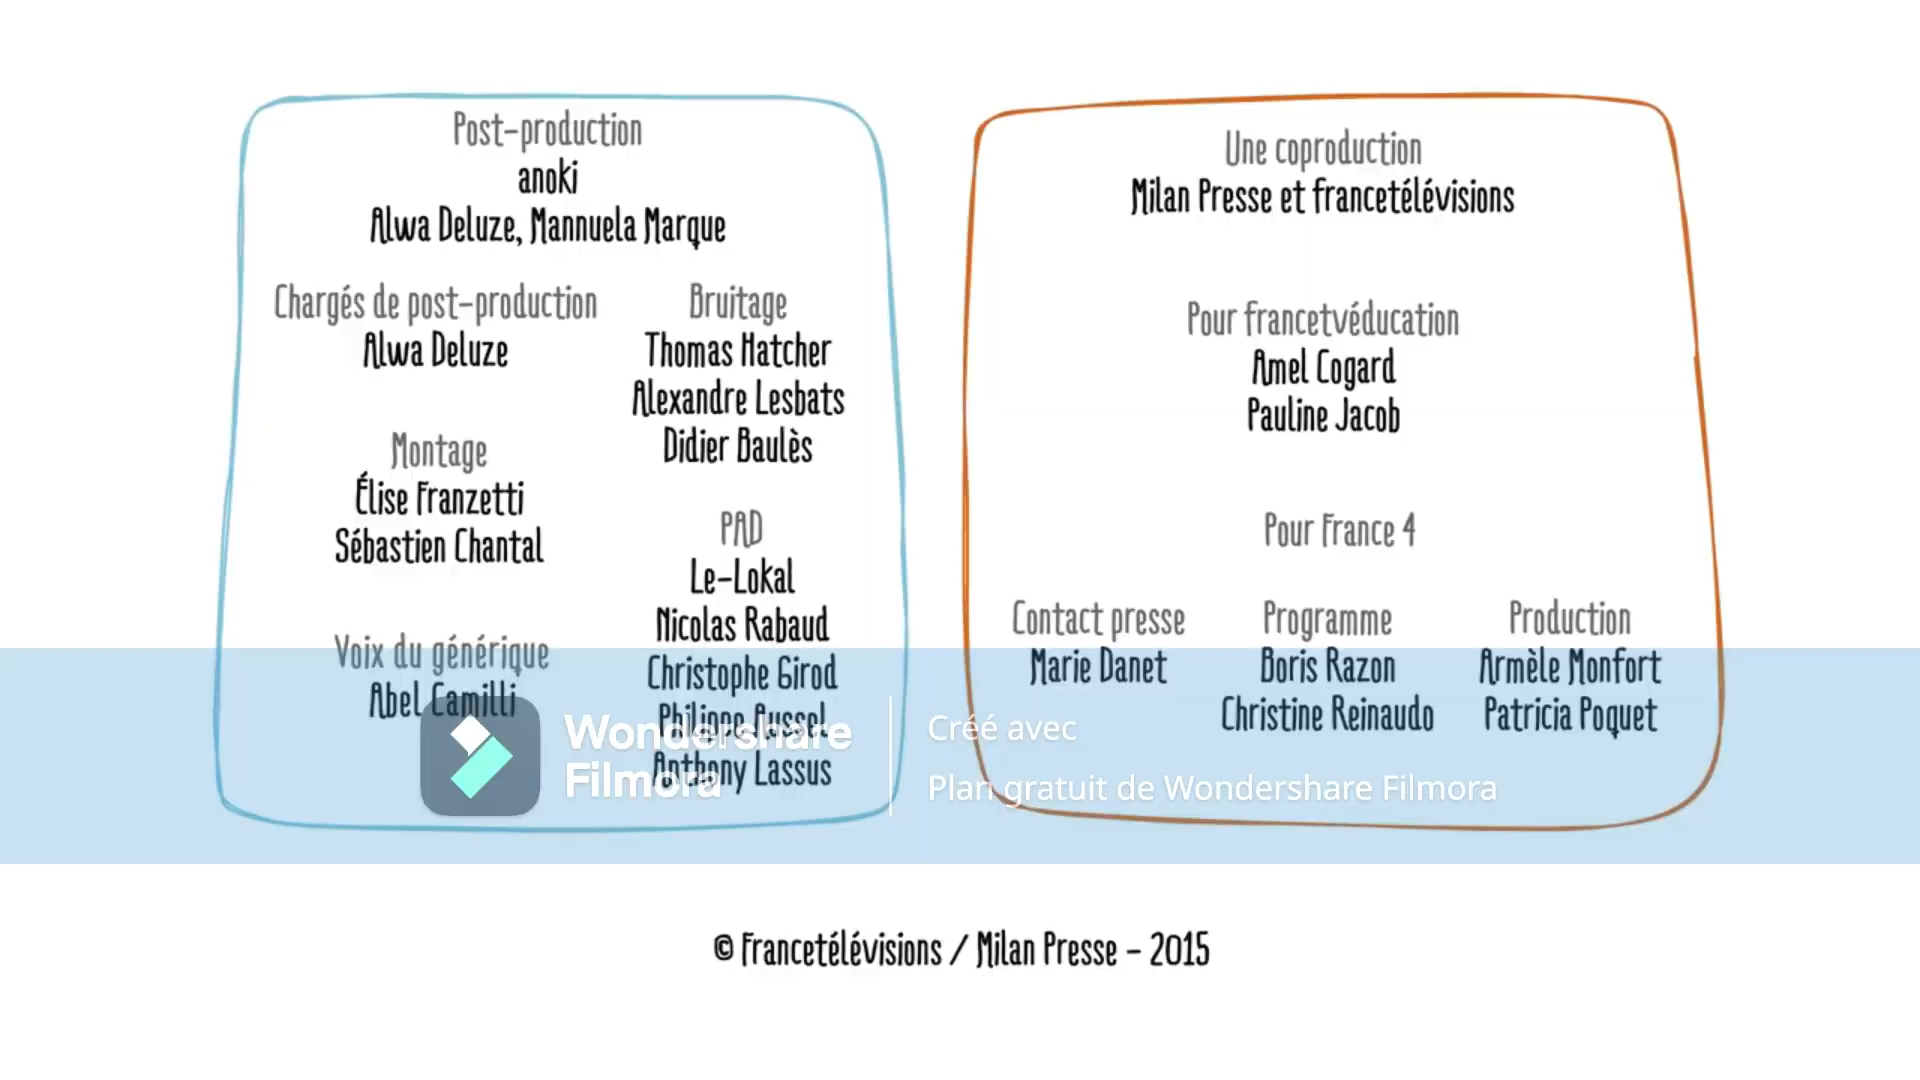 Post-production
anoki
Alwa Deluze, Mannuela Marque
Chargés de post-production
Alwa Deluze
Montage
Élise Franzetti
Sébastien Chantal
Voix du générique
Abel Camilli
Bruitage
Thomas Hatcher
Alexandre Lesbats
Didier Baulès
PAD
Le-Lokal
Nicolas Rabaud
Christophe Girod
Philippe Aussel
Anthony Lassus
Une coproduction
Milan Presse et francetélévisions
Pour francetvéducation
Amel Cogard
Pauline Jacob
Pour France 4
Contact presse
Marie Danet
Programme
Boris Razon
Christine Reinaudo
Production
Armèle Monfort
Patricia Poquet
Wondershare
Filmora
Créé avec
Plan gratuit de Wondershare Filmora
© Francetélévisions / Milan Presse - 2015